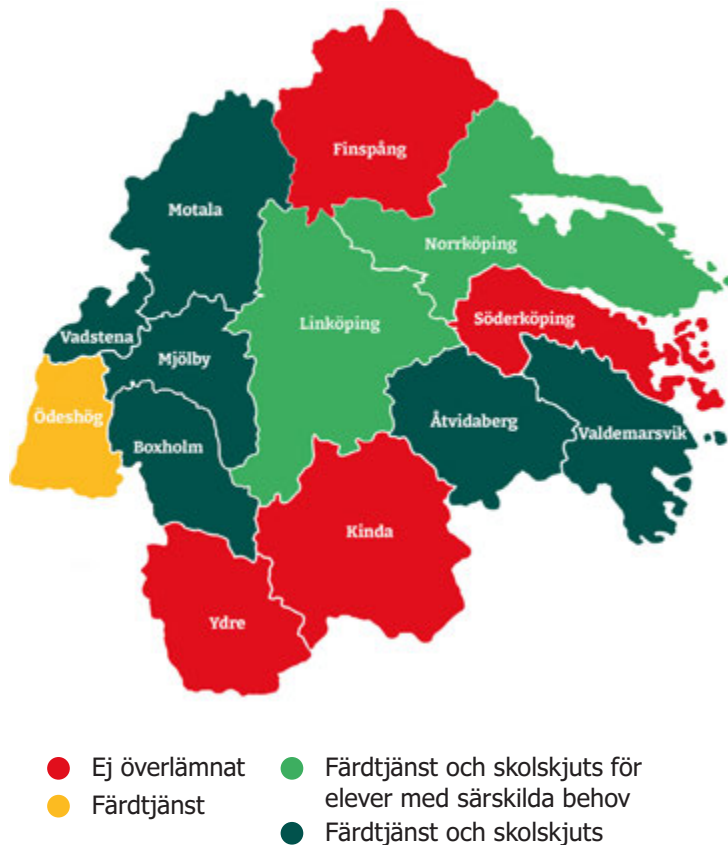 Finspång
Motala
Norrköping
Linköping
Söderköping
Vadstena
Mjölby
Ödeshög
Åtvidaberg
Valdemarsvik
Boxholm
Kinda
Ydre
Ej överlämnat
Färdtjänst
Färdtjänst och skolskjuts för
elever med särskilda behov
Färdtjänst och skolskjuts